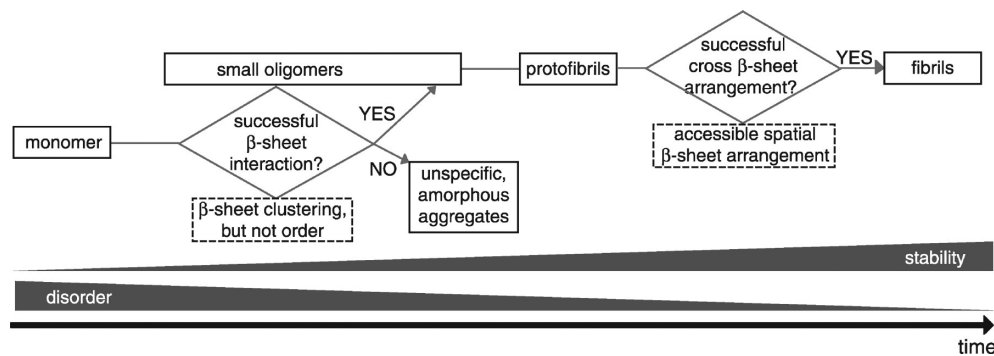 monomer
small oligomers
successful
β-sheet
interaction?
β-sheet clustering,
but not order
YES
NO
unspecific,
amorphous
aggregates
protofibrils
successful
cross β-sheet
arrangement?
accessible spatial
β-sheet arrangement
YES
fibrils
stability
disorder
time